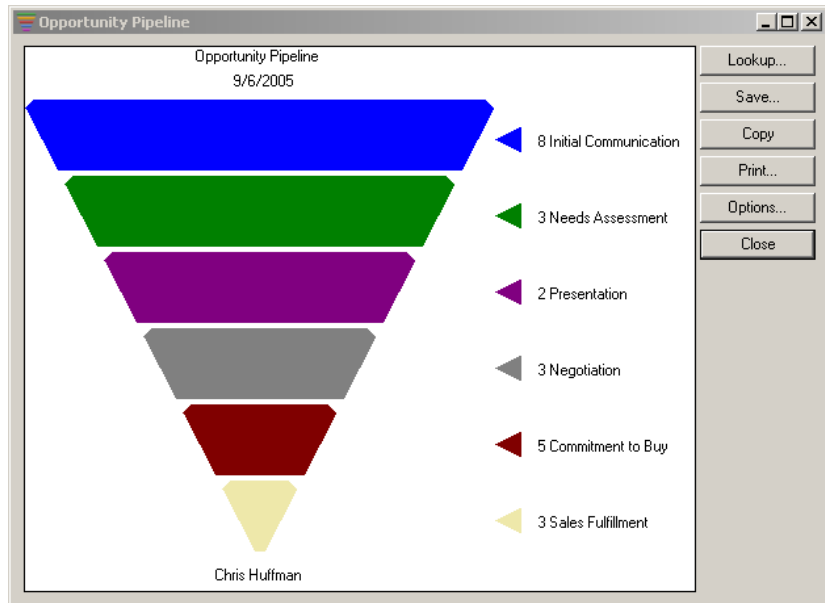 Opportunity Pipeline
Opportunity Pipeline
9/6/2005
8 Initial Communication
3 Needs Assessment
2 Presentation
3 Negotiation
5 Commitment to Buy
3 Sales Fulfillment
Chris Huffman
Lookup...
Save...
Copy
Print...
Options...
Close